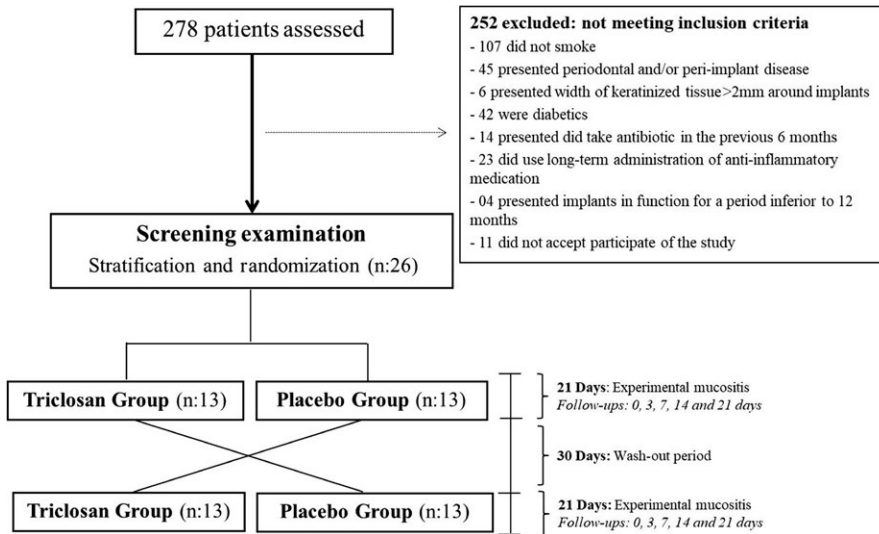 278 patients assessed
252 excluded: not meeting inclusion criteria
- 107 did not smoke
- 45 presented periodontal and/or peri-implant disease
- 6 presented width of keratinized tissue>2mm around implants
- 42 were diabetics
- 14 presented did take antibiotic in the previous 6 months
- 23 did use long-term administration of anti-inflammatory
medication
- 04 presented implants in function for a period inferior to 12
months
- 11 did not accept participate of the study
Screening examination
Stratification and randomization (n:26)
Triclosan Group (n:13)
Placebo Group (n:13)
21 Days: Experimental mucositis
Follow-ups: 0, 3, 7, 14 and 21 days
30 Days: Wash-out period
Triclosan Group (n:13)
Placebo Group (n:13)
21 Days: Experimental mucositis
Follow-ups: 0, 3, 7, 14 and 21 days